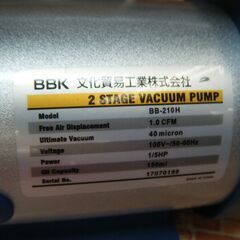 BBK 文化貿易工業株式会社
2 STAGE VACUUM PUMP
Model BB-210H
Free Air Displacement 1.0 CFM
Ultimate Vacuum 40 micron
Voltage 100V~/50-60Hz
Power 1/5HP
Oil Capacity 180ml
Serial No. 17070188